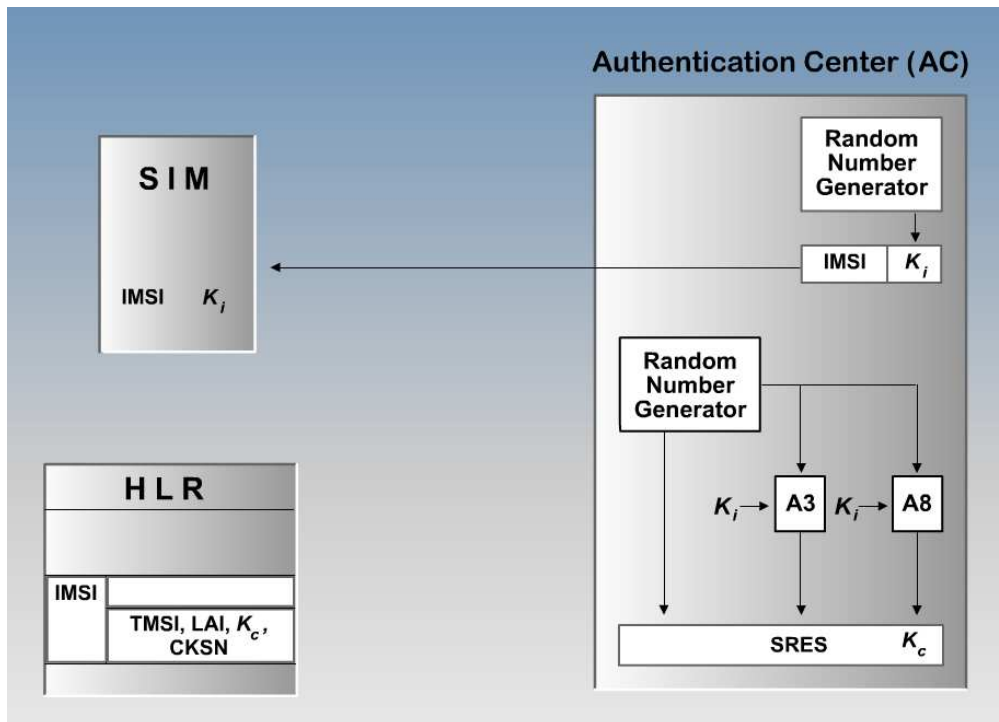 Authentication Center (AC)
SIM
IMSI Ki
Random
Number
Generator
IMSI Ki
Random
Number
Generator
Ki A3 Ki A8
SRES Kc
HLR
IMSI
TMSI, LAI, Kc,
CKSN